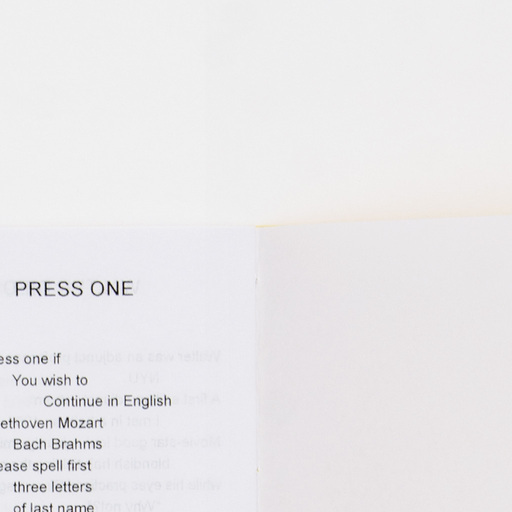 PRESS ONE
ess one if
You wish to
Continue in English
ethoven Mozart
Bach Brahms
ease spell first
three letters
of last name